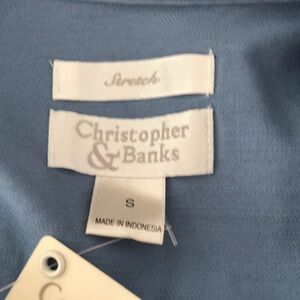 Stretch
Christopher
& Banks
S
MADE IN INDONESIA
C